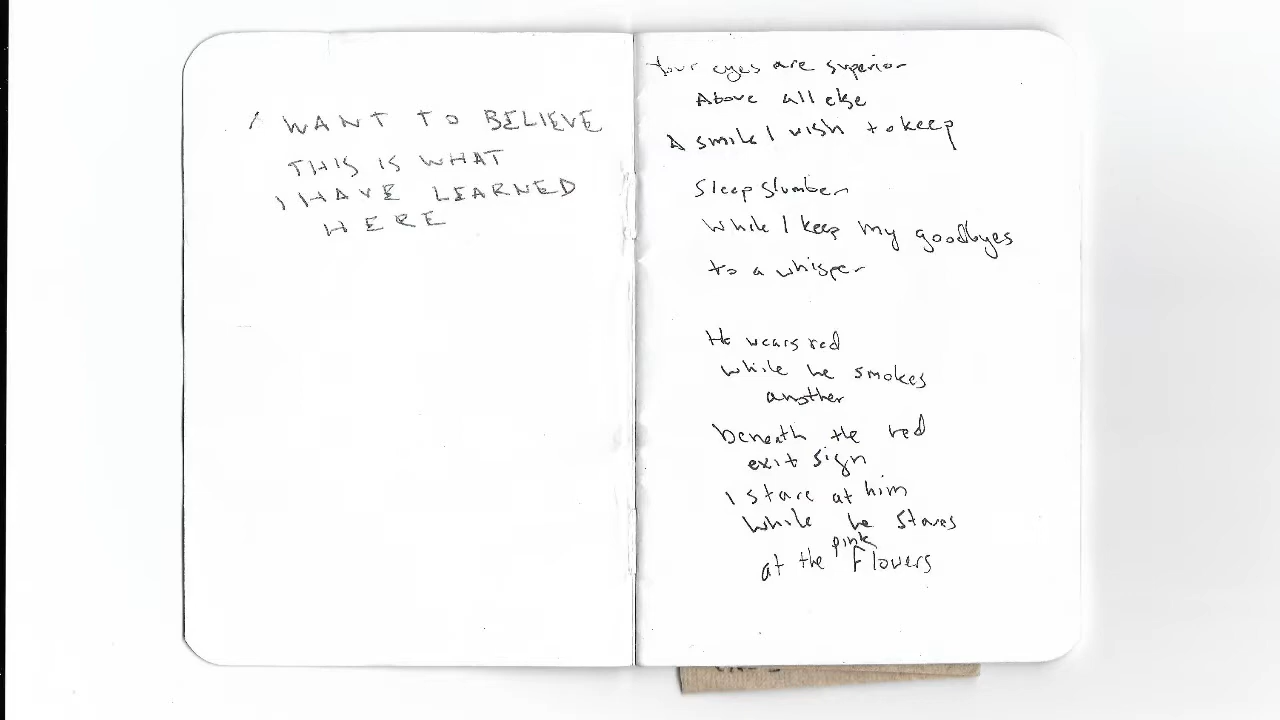 I WANT TO BELIEVE
THIS IS WHAT
I HAVE LEARNED
HERE
Your eyes are superior
Above all else
A smile I wish to keep
Sleep slumber
While I keep my goodbyes
to a whisper
He wears red
while he smokes
another
beneath the red
exit sign
I stare at him
while he stares
at the pink flowers